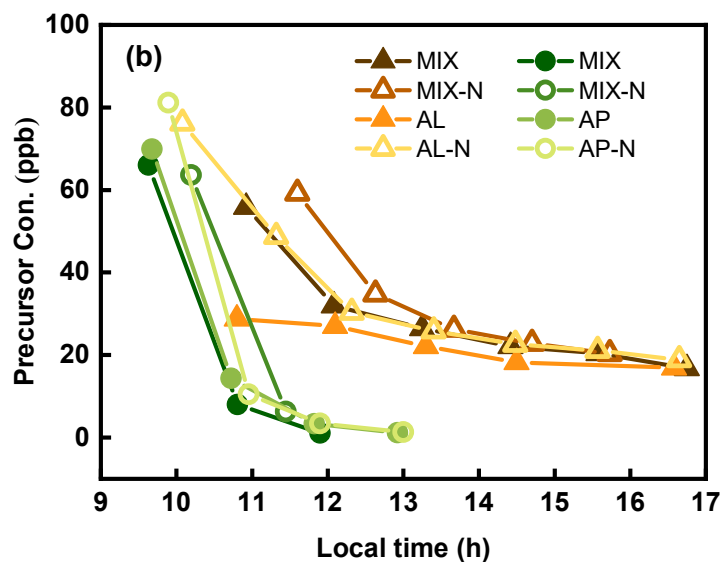 100
80
60
40
20
0
Precursor Con. (ppb)
(b)
MIX
MIX
MIX-N
MIX-N
AL
AP
AL-N
AP-N
9 10 11 12 13 14 15 16 17
Local time (h)